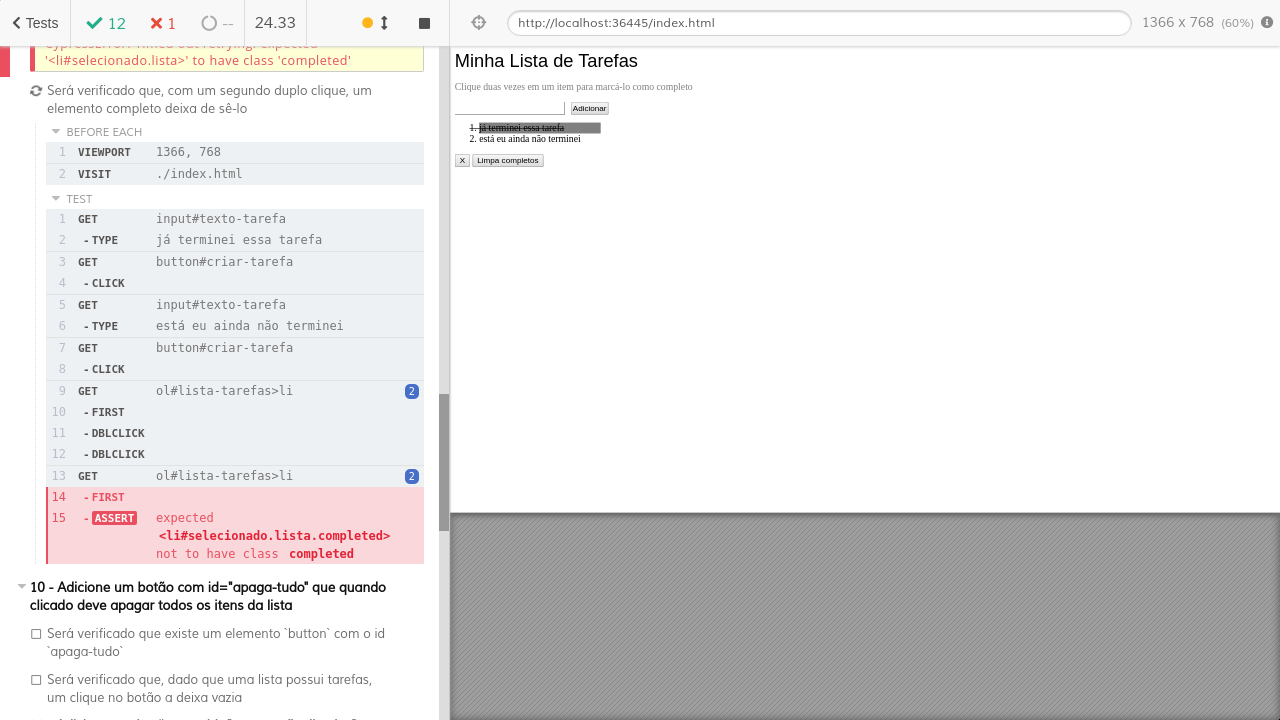 Tests
12
1
--
24.33
http://localhost:36445/index.html
1366 x 768 (60%)
'<li#selecionado.lista>' to have class 'completed'
Será verificado que, com um segundo duplo clique, um
elemento completo deixa de sê-lo
BEFORE EACH
1 VIEWPORT 1366, 768
2 VISIT ./index.html
TEST
1 GET input#texto-tarefa
2 -TYPE já terminei essa tarefa
3 GET button#criar-tarefa
4 -CLICK
5 GET input#texto-tarefa
6 -TYPE está eu ainda não terminei
7 GET button#criar-tarefa
8 -CLICK
9 GET ol#lista-tarefas>li 2
10 -FIRST
11 -DBLCLICK
12 -DBLCLICK
13 GET ol#lista-tarefas>li 2
14 -FIRST
15 -ASSERT expected
<li#selecionado.lista.completed>
not to have class completed
10 - Adicione um botão com id="apaga-tudo" que quando
clicado deve apagar todos os itens da lista
Será verificado que existe um elemento `button` com o id
`apaga-tudo`
Será verificado que, dado que uma lista possui tarefas,
um clique no botão a deixa vazia
Minha Lista de Tarefas
Clique duas vezes em um item para marcá-lo como completo
Adicionar
1. já terminei essa tarefa
2. está eu ainda não terminei
X Limpa completos